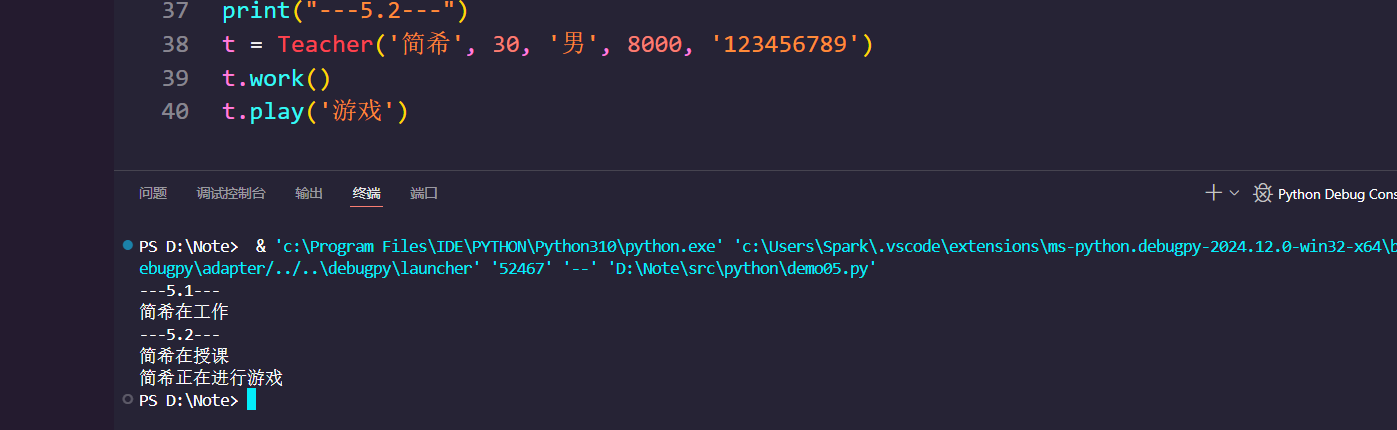 37 print("---5.2---")
38 t = Teacher('简希', 30, '男', 8000, '123456789')
39 t.work()
40 t.play('游戏')
问题 调试控制台 输出 终端 端口 Python Debug Cons
PS D:\Note> & 'c:\Program Files\IDE\PYTHON\Python310\python.exe' 'c:\Users\Spark\.vscode\extensions\ms-python.debugpy-2024.12.0-win32-x64\b
ebugpy\adapter/../..\debugpy\launcher' '52467' '--' 'D:\Note\src\python\demo05.py'
---5.1---
简希在工作
---5.2---
简希在授课
简希正在进行游戏
PS D:\Note>